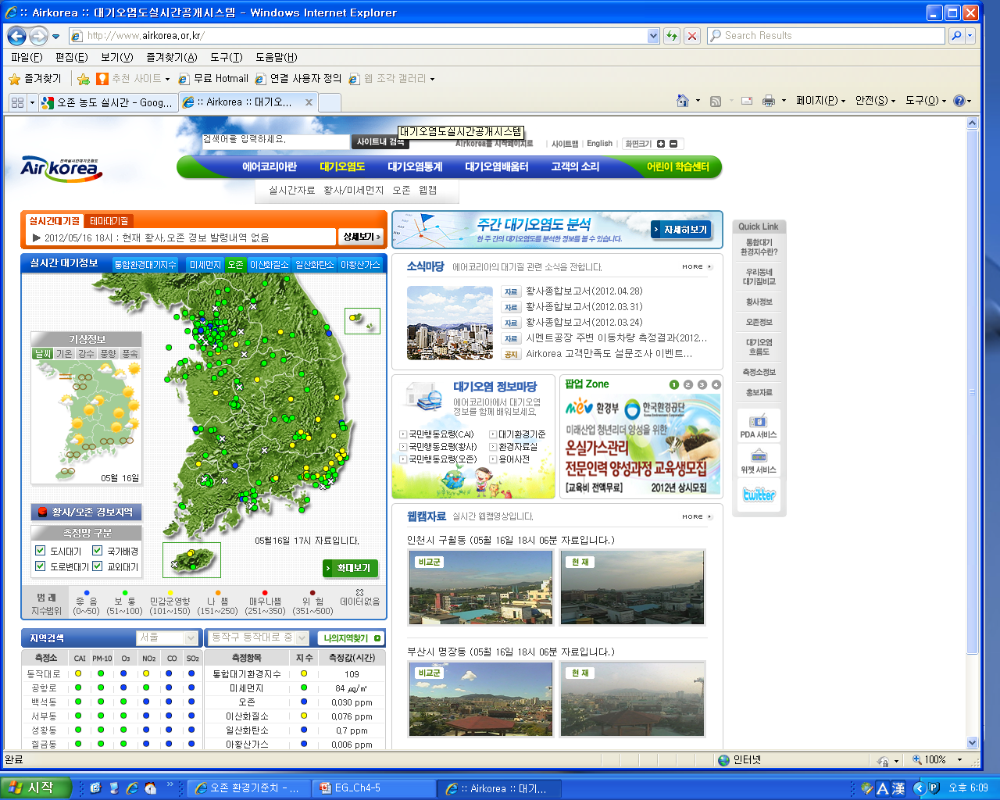 :: Airkorea :: 대기오염도실시간공개시스템 - Windows Internet Explorer
http://www.airkorea.or.kr/
Search Results
파일(F) 편집(E) 보기(V) 즐겨찾기(A) 도구(T) 도움말(H)
즐겨찾기 추천 사이트 무료 Hotmail 연결 사용자 정의 웹 조각 갤러리
오존 농도 실시간 - Goog... :: Airkorea :: 대기오... 페이지(P) 안전(S) 도구(O)
대기오염도실시간공개시스템
검색어을 입력하세요. 사이트내 검색 Airkorea를 시작페이지로 사이트맵 English 화면크기
전국실시간대기오염도
Airkorea
에어코리아란 대기오염도 대기오염통계 대기오염배움터 고객의 소리 어린이 학습센터
실시간자료 황사/미세먼지 오존 웹캠
실시간대기질 테마대기질
2012/05/16 18시 : 현재 황사,오존 경보 발령내역 없음 상세보기
주간 대기오염도 분석
한 주 간의 대기오염도를 분석한 정보를 볼 수 있습니다.
자세히보기
실시간 대기정보 통합환경대기지수 미세먼지 오존 이산화질소 일산화탄소 아황산가스
기상정보
날씨 기온 강수 풍향 풍속
05월 16일
황사/오존 경보지역
측정망 구분
도시대기 국가배경
도로변대기 교외대기
05월16일 17시 자료입니다.
확대보기
범 례
지수범위
좋 음 보 통 민감군영향 나 쁨 매우나쁨 위 험 데이터없음
(0~50) (51~100) (101~150) (151~250) (251~350) (351~500)
지역검색 서울 동작구 동작대로 중 나의지역찾기
측정소 CAI PM-10 O3 NO2 CO SO2 측정항목 지 수 측정값(시간)
동작대로 통합대기환경지수 109
공항로 미세먼지 84 ㎍/㎥
백석동 오존 0.030 ppm
서부동 이산화질소 0.076 ppm
성황동 일산화탄소 0.7 ppm
칠금동 아황산가스 0.006 ppm
소식마당 에어코리아의 대기질 관련 소식을 전합니다. MORE
자료 황사종합보고서(2012.04.28)
자료 황사종합보고서(2012.03.31)
자료 황사종합보고서(2012.03.24)
자료 시멘트공장 주변 이동차량 측정결과(2012...
공지 Airkorea 고객만족도 설문조사 이벤트...
대기오염 정보마당
에어코리아에서 대기오염
정보를 함께 배워보세요.
국민행동요령(CAI) 대기환경기준
국민행동요령(황사) 환경자료실
국민행동요령(오존) 용어사전
팝업 Zone 1 2 3 4
me 환경부 한국환경공단
미래산업 청년리더 양성을 위한
온실가스관리
전문인력 양성과정 교육생모집
[교육비 전액무료] 2012년 상시모집
웹캠자료 실시간 웹캠영상입니다. MORE
인천시 구월동 (05월 16일 18시 06분 자료입니다.)
비교군 현 재
부산시 명장동 (05월 16일 18시 06분 자료입니다.)
비교군 현 재
Quick Link
통합대기
환경지수란?
우리동네
대기질비교
황사정보
오존정보
대기오염
흐름도
측정소정보
홍보자료
PDA 서비스
위젯 서비스
twitter
완료 인터넷 100%
시작 오존 환경기준치 - ... EG_Ch4-5 :: Airkorea :: 대기... A 漢 오후 6:09